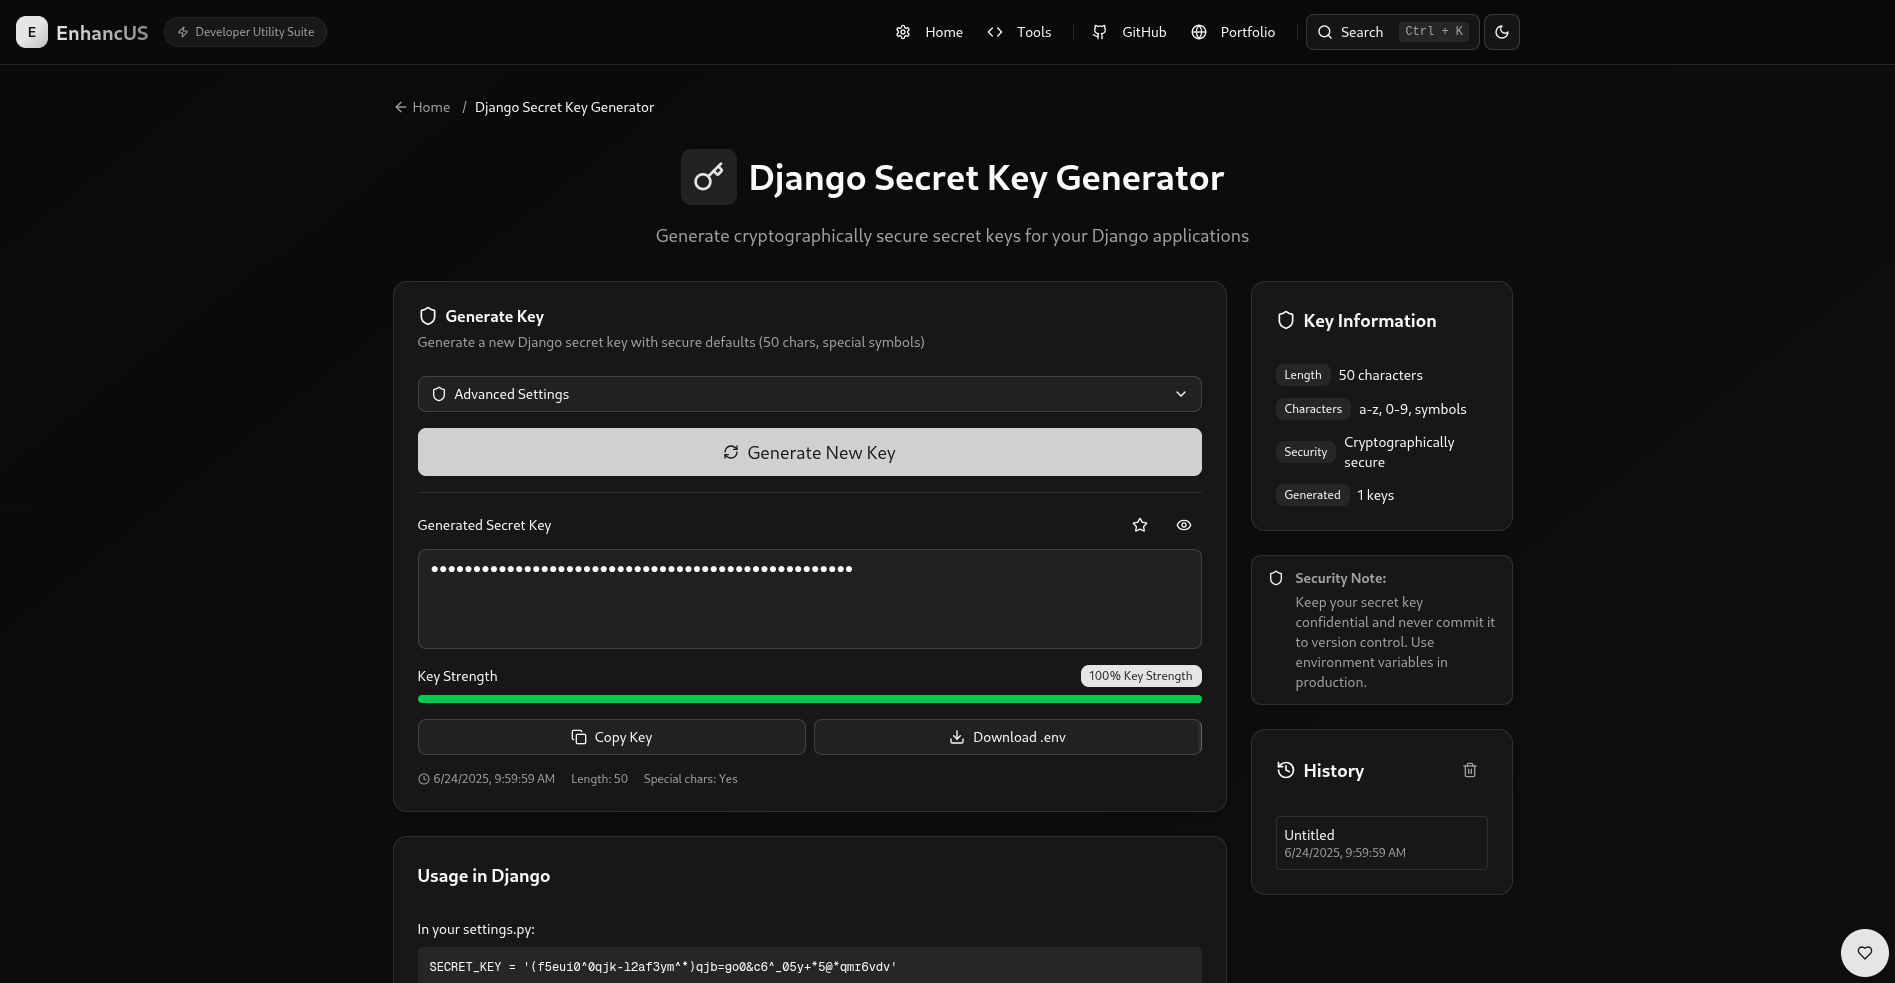 E EnhancUS Developer Utility Suite Home Tools GitHub Portfolio Search Ctrl + K
Home / Django Secret Key Generator
Django Secret Key Generator
Generate cryptographically secure secret keys for your Django applications
Generate Key
Generate a new Django secret key with secure defaults (50 chars, special symbols)
Advanced Settings
Generate New Key
Generated Secret Key
••••••••••••••••••••••••••••••••••••••••••••••••••
Key Strength 100% Key Strength
Copy Key Download .env
6/24/2025, 9:59:59 AM Length: 50 Special chars: Yes
Usage in Django
In your settings.py:
SECRET_KEY = '(f5eui0^0qjk-l2af3ym^*)qjb=go0&c6^_05y+*5@*qmr6vdv'
Key Information
Length 50 characters
Characters a-z, 0-9, symbols
Security Cryptographically
secure
Generated 1 keys
Security Note:
Keep your secret key
confidential and never commit it
to version control. Use
environment variables in
production.
History
Untitled
6/24/2025, 9:59:59 AM